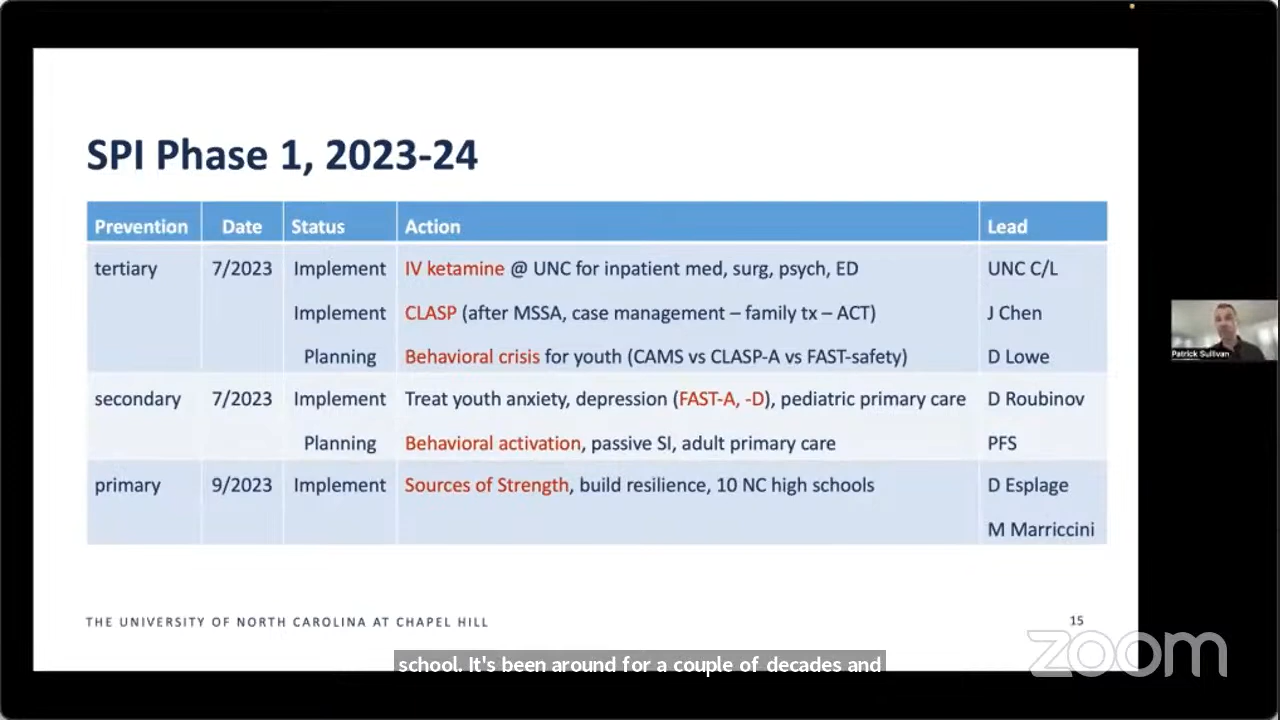 SPI Phase 1, 2023-24
Prevention Date Status Action Lead
tertiary 7/2023 Implement IV ketamine @ UNC for inpatient med, surg, psych, ED UNC C/L
Implement CLASP (after MSSA, case management – family tx – ACT) J Chen
Planning Behavioral crisis for youth (CAMS vs CLASP-A vs FAST-safety) D Lowe
secondary 7/2023 Implement Treat youth anxiety, depression (FAST-A, -D), pediatric primary care D Roubinov
Planning Behavioral activation, passive SI, adult primary care PFS
primary 9/2023 Implement Sources of Strength, build resilience, 10 NC high schools D Esplage
M Marriccini
Patrick Sullivan
THE UNIVERSITY OF NORTH CAROLINA AT CHAPEL HILL 15
school. It's been around for a couple of decades and
zoom